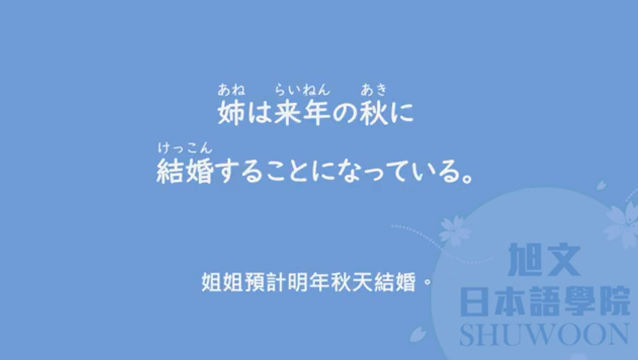 あね らいねん あき
姉は来年の秋に
けっこん
結婚することになっている。
姐姐預計明年秋天結婚。
旭文
日本語學院
SHUWOON